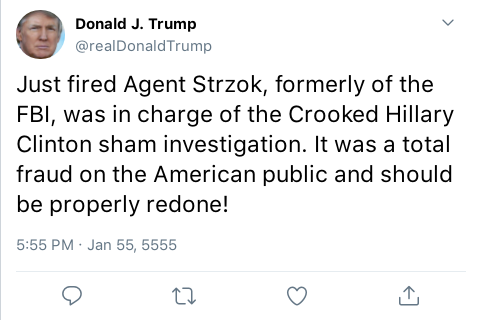 Donald J. Trump
@realDonaldTrump
Just fired Agent Strzok, formerly of the
FBI, was in charge of the Crooked Hillary
Clinton sham investigation. It was a total
fraud on the American public and should
be properly redone!
5:55 PM · Jan 55, 5555